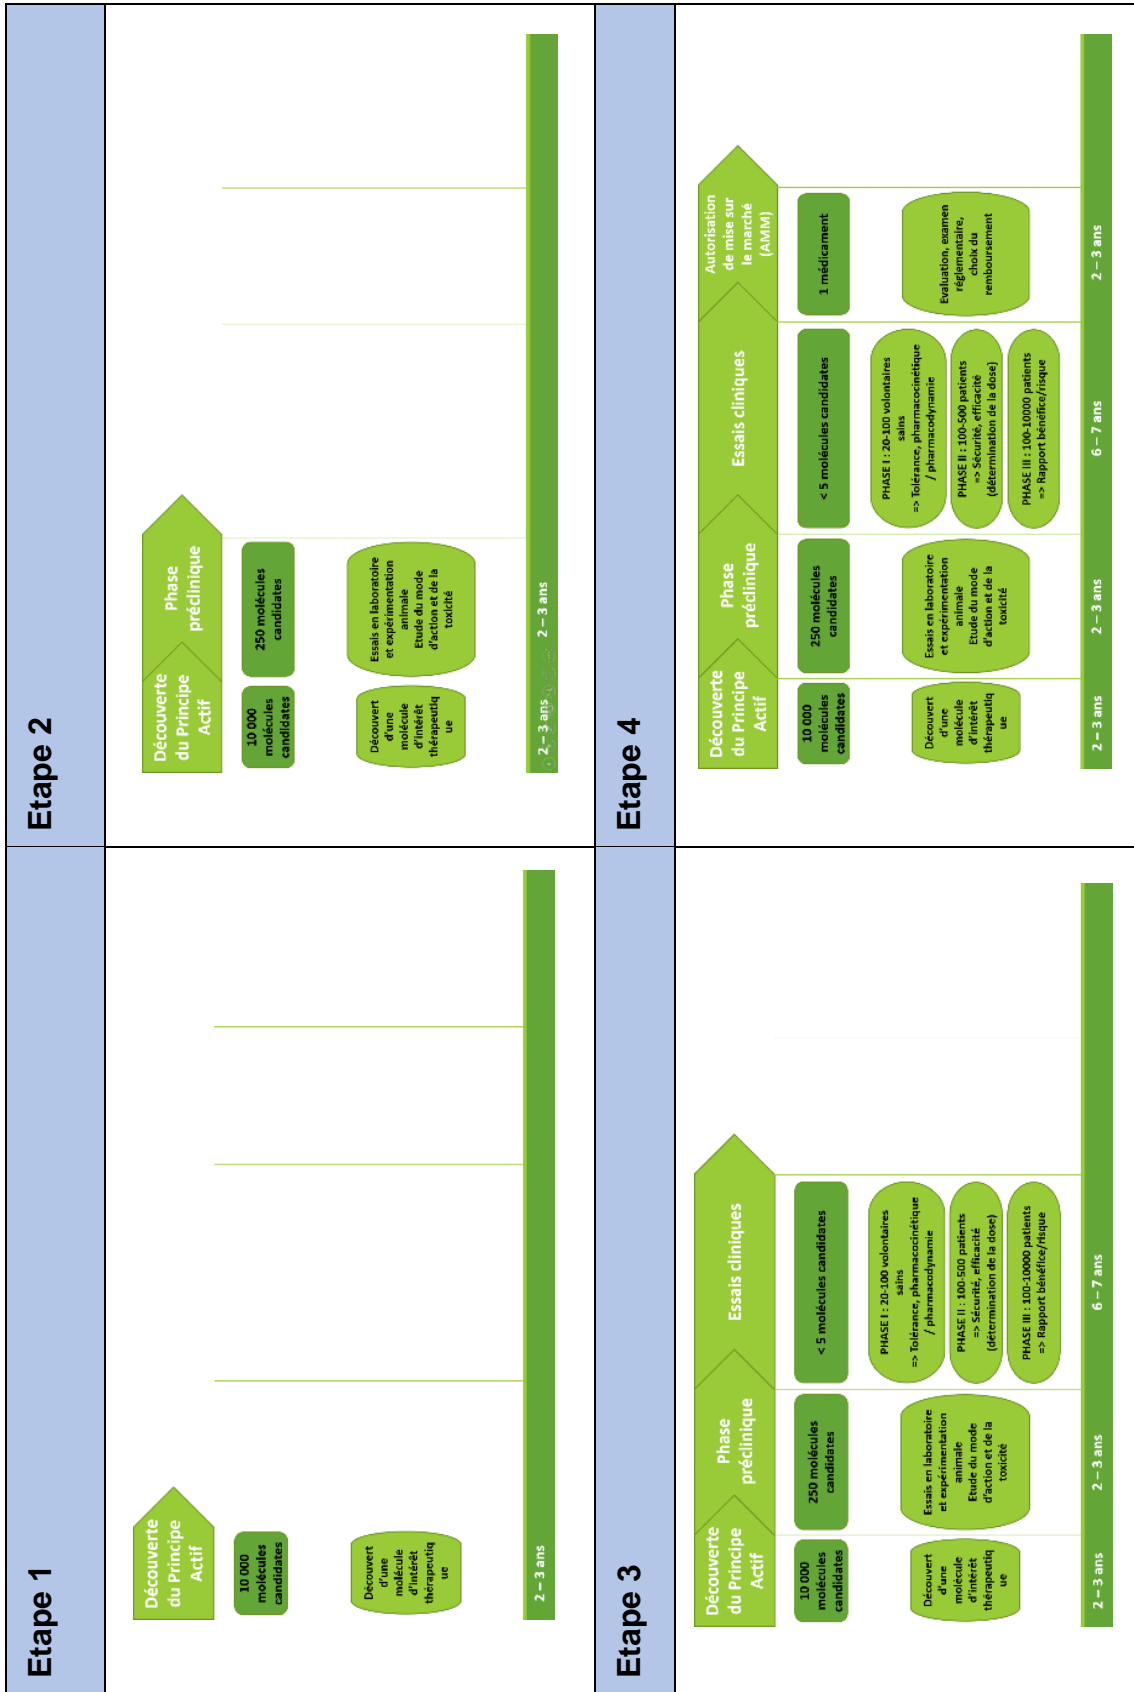 Etape 1
Découverte
du Principe
Actif
10 000
molécules
candidates
Découvert
d'une
molécule
d'intérêt
thérapeutiq
ue
2 – 3 ans
Etape 2
Découverte
du Principe
Actif
Phase
préclinique
10 000
molécules
candidates
250 molécules
candidates
Découvert
d'une
molécule
d'intérêt
thérapeutiq
ue
Essais en laboratoire
et expérimentation
animale
Etude du mode
d'action et de la
toxicité
2 – 3 ans
2 – 3 ans
Etape 3
Découverte
du Principe
Actif
Phase
préclinique
Essais cliniques
10 000
molécules
candidates
250 molécules
candidates
< 5 molécules candidates
Découvert
d'une
molécule
d'intérêt
thérapeutiq
ue
Essais en laboratoire
et expérimentation
animale
Etude du mode
d'action et de la
toxicité
PHASE I : 20-100 volontaires
sains
=> Tolérance, pharmacocinétique
/ pharmacodynamie
PHASE II : 100-500 patients
=> Sécurité, efficacité
(détermination de la dose)
PHASE III : 100-10000 patients
=> Rapport bénéfice/risque
2 – 3 ans
2 – 3 ans
6 – 7 ans
Etape 4
Découverte
du Principe
Actif
Phase
préclinique
Essais cliniques
Autorisation
de mise sur
le marché
(AMM)
10 000
molécules
candidates
250 molécules
candidates
< 5 molécules candidates
1 médicament
Découvert
d'une
molécule
d'intérêt
thérapeutiq
ue
Essais en laboratoire
et expérimentation
animale
Etude du mode
d'action et de la
toxicité
PHASE I : 20-100 volontaires
sains
=> Tolérance, pharmacocinétique
/ pharmacodynamie
PHASE II : 100-500 patients
=> Sécurité, efficacité
(détermination de la dose)
PHASE III : 100-10000 patients
=> Rapport bénéfice/risque
Evaluation, examen
réglementaire,
choix du
remboursement
2 – 3 ans
2 – 3 ans
6 – 7 ans
2 – 3 ans